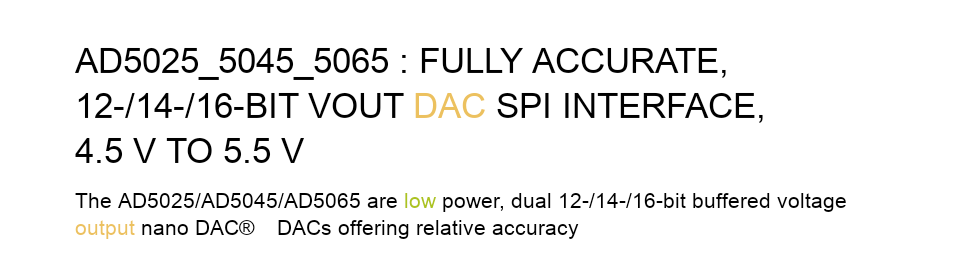 AD5025_5045_5065 : FULLY ACCURATE,
12-/14-/16-BIT VOUT DAC SPI INTERFACE,
4.5 V TO 5.5 V
The AD5025/AD5045/AD5065 are low power, dual 12-/14-/16-bit buffered voltage
output nano DAC® DACs offering relative accuracy